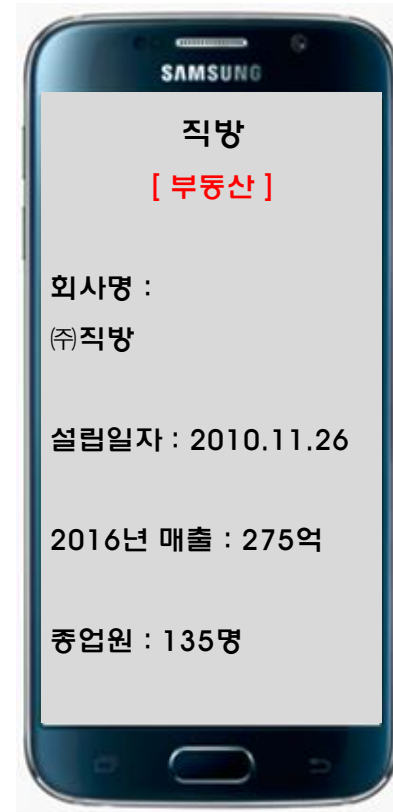 SAMSUNG
직방
[ 부동산 ]
회사명 :
㈜직방
설립일자 : 2010.11.26
2016년 매출 : 275억
종업원 : 135명